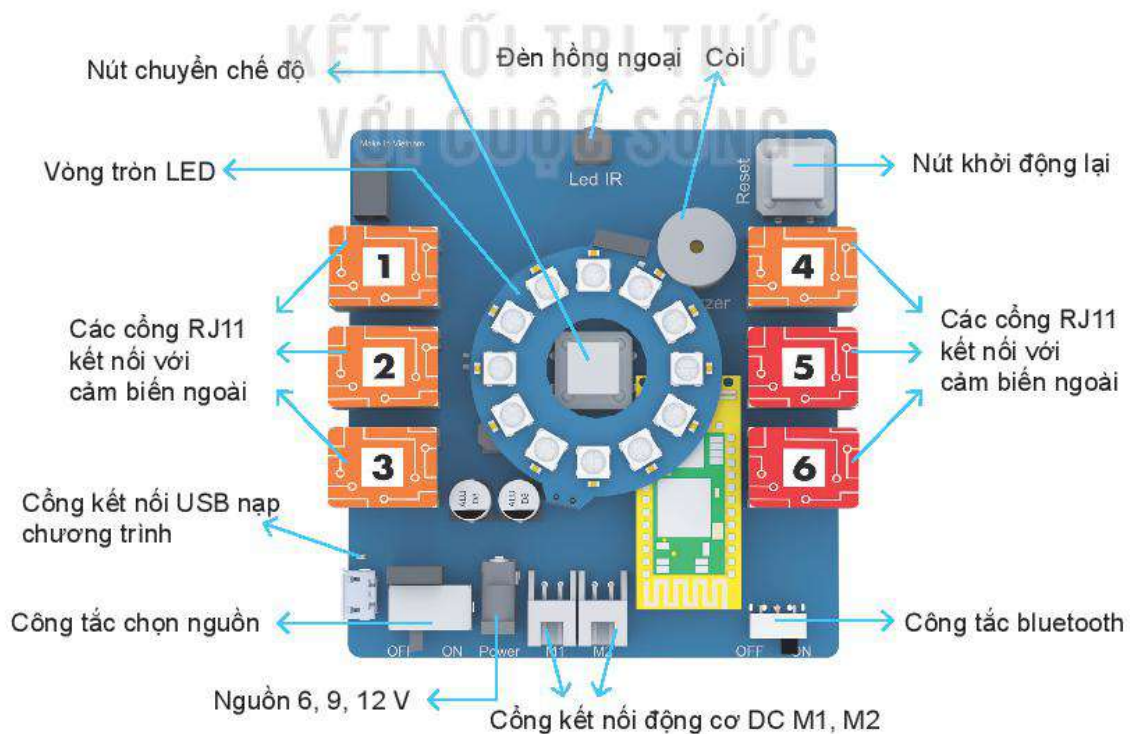 KẾT NỐI TRI THỨC
VỚI CUỘC SỐNG
Nút chuyển chế độ
Đèn hồng ngoại
Còi
Vòng tròn LED
Make in Vietnam
Led IR
Reset
Nút khởi động lại
1
4
zzer
Các cổng RJ11
kết nối với
cảm biến ngoài
2
5
Các cổng RJ11
kết nối với
cảm biến ngoài
3
6
Cổng kết nối USB nạp
chương trình
Công tắc chọn nguồn
OFF
ON
Power
M1
M2
OFF
ON
Công tắc bluetooth
Nguồn 6, 9, 12 V
Cổng kết nối động cơ DC M1, M2